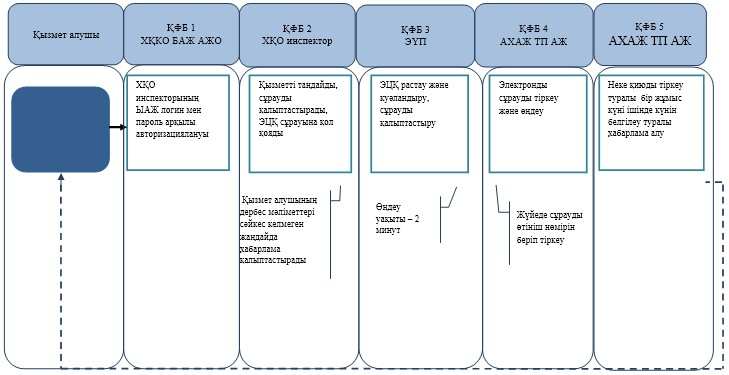 Қызмет алушы
ҚФБ 1
ХҚКО БАЖ АЖО
ҚФБ 2
ХҚО инспектор
ҚФБ 3
ЭҮП
ҚФБ 4
АХАЖ ТП АЖ
ҚФБ 5
АХАЖ ТП АЖ
ХҚО
инспекторының
ЫАЖ логин мен
пароль арқылы
авторизациялануы
Қызметті таңдайды,
сұрауды
қалыптастырады,
ЭЦҚ сұрауына қол
қояды
ЭЦҚ растау және
куәландыру,
сұрауды
қалыптастыру
Электронды
сұрауды тіркеу
және өңдеу
Неке қиюды тіркеу
туралы бір жұмыс
күні ішінде күнін
белгілеу туралы
хабарлама алу
Қызмет алушының
дербес мәліметтері
сәйкес келмеген
жағдайда
хабарлама
қалыптастырады
Өңдеу
уақыты – 2
минут
Жүйеде сұрауды
өтініш нөмірін
беріп тіркеу